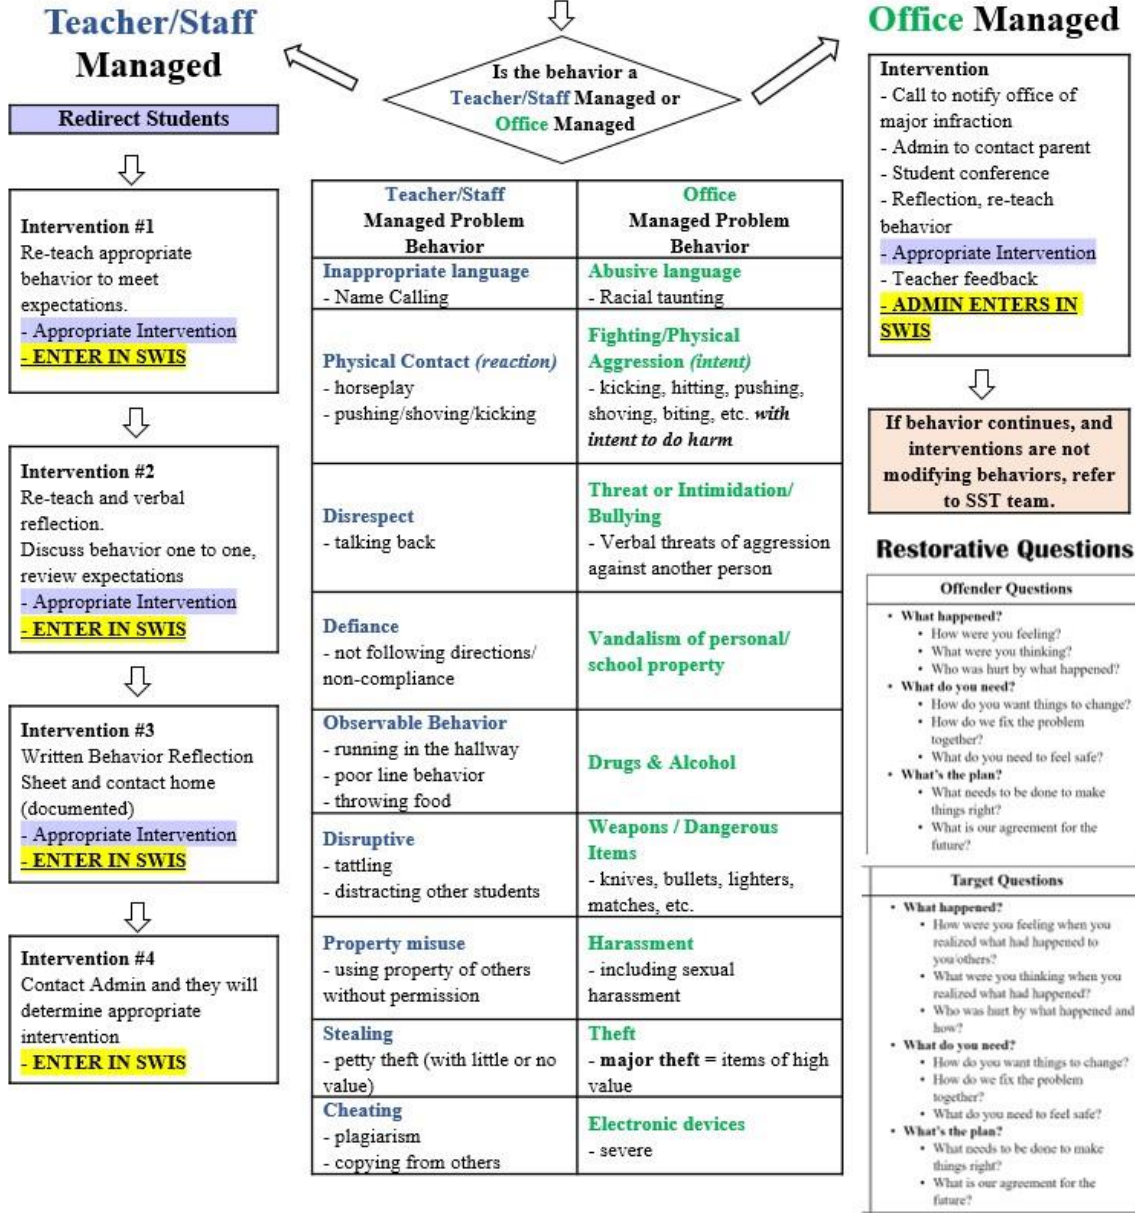 Teacher/Staff
Managed
Redirect Students
Intervention #1
Re-teach appropriate
behavior to meet
expectations.
- Appropriate Intervention
- ENTER IN SWIS
Intervention #2
Re-teach and verbal
reflection.
Discuss behavior one to one,
review expectations
- Appropriate Intervention
- ENTER IN SWIS
Intervention #3
Written Behavior Reflection
Sheet and contact home
(documented)
- Appropriate Intervention
- ENTER IN SWIS
Intervention #4
Contact Admin and they will
determine appropriate
intervention
- ENTER IN SWIS
Is the behavior a
Teacher/Staff Managed or
Office Managed
Teacher/Staff
Managed Problem
Behavior
Office
Managed Problem
Behavior
Inappropriate language
- Name Calling
Abusive language
- Racial taunting
Physical Contact (reaction)
- horseplay
- pushing/shoving/kicking
Fighting/Physical
Aggression (intent)
- kicking, hitting, pushing,
shoving, biting, etc. with
intent to do harm
Disrespect
- talking back
Threat or Intimidation/
Bullying
- Verbal threats of aggression
against another person
Defiance
- not following directions/
non-compliance
Vandalism of personal/
school property
Observable Behavior
- running in the hallway
- poor line behavior
- throwing food
Drugs & Alcohol
Disruptive
- tattling
- distracting other students
Weapons / Dangerous
Items
- knives, bullets, lighters,
matches, etc.
Property misuse
- using property of others
without permission
Harassment
- including sexual
harassment
Stealing
- petty theft (with little or no
value)
Theft
- major theft = items of high
value
Cheating
- plagiarism
- copying from others
Electronic devices
- severe
Office Managed
Intervention
- Call to notify office of
major infraction
- Admin to contact parent
- Student conference
- Reflection, re-teach
behavior
- Appropriate Intervention
- Teacher feedback
- ADMIN ENTERS IN
SWIS
If behavior continues, and
interventions are not
modifying behaviors, refer
to SST team.
Restorative Questions
Offender Questions
• What happened?
• How were you feeling?
• What were you thinking?
• Who was hurt by what happened?
• What do you need?
• How do you want things to change?
• How do we fix the problem
together?
• What do you need to feel safe?
• What's the plan?
• What needs to be done to make
things right?
• What is our agreement for the
future?
Target Questions
• What happened?
• How were you feeling when you
realized what had happened to
you/others?
• What were you thinking when you
realized what had happened?
• Who was hurt by what happened and
how?
• What do you need?
• How do you want things to change?
• How do we fix the problem
together?
• What do you need to feel safe?
• What's the plan?
• What needs to be done to make
things right?
• What is our agreement for the
future?